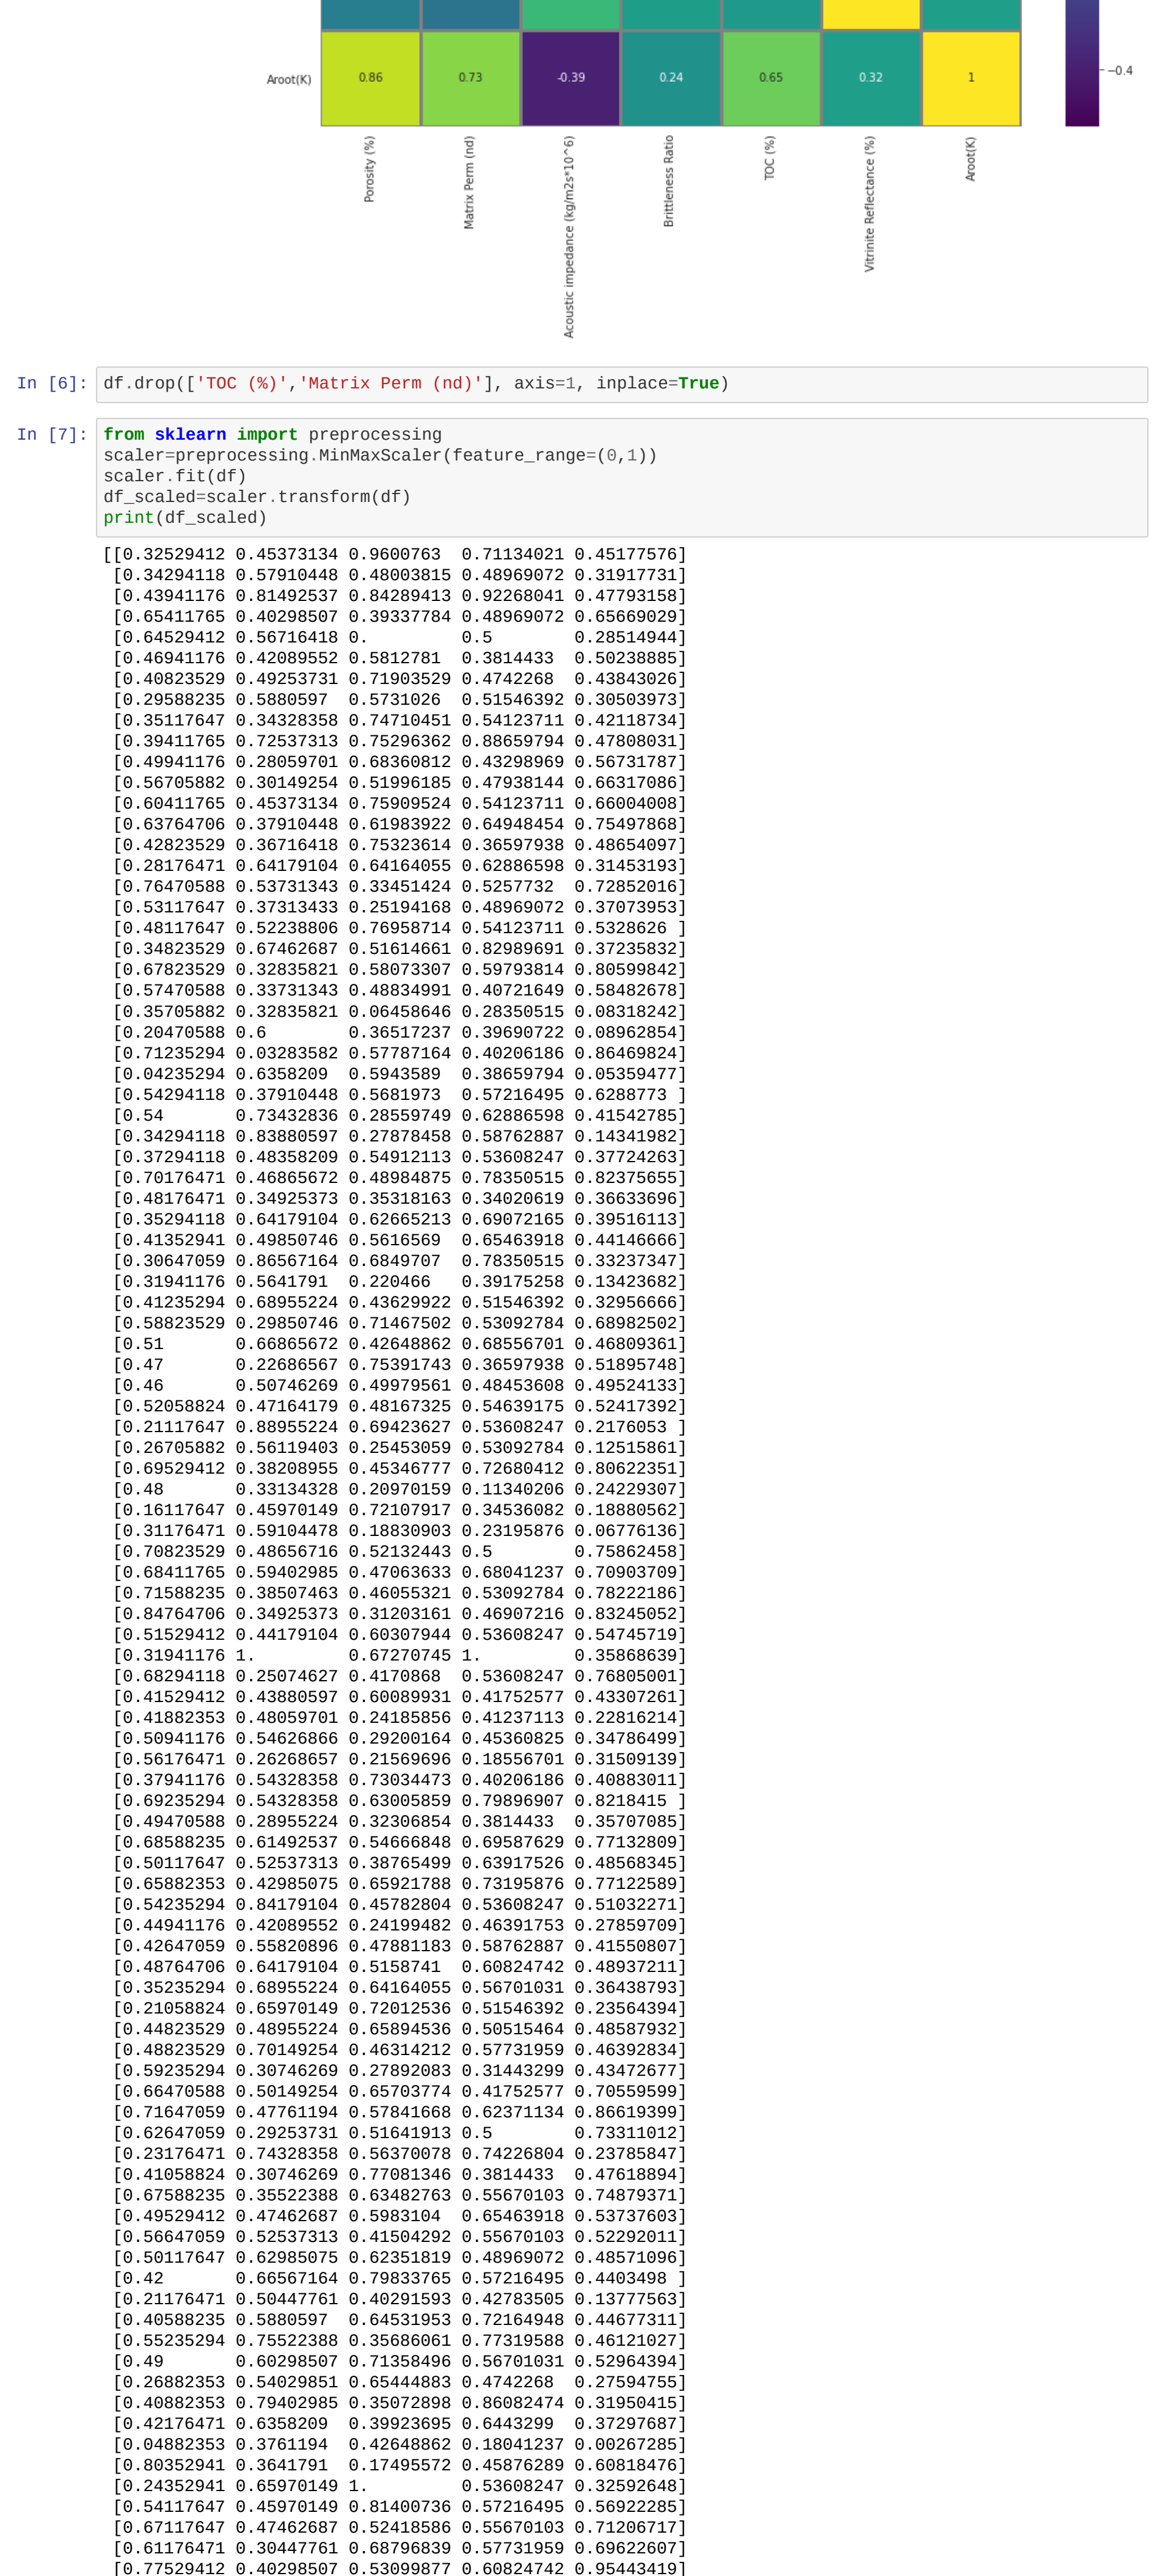 Aroot(K) 0.86 0.73 -0.39 0.24 0.65 0.32 1 −0.4
Porosity (%) Matrix Perm (nd) Acoustic impedance (kg/m2s*10^6) Brittleness Ratio TOC (%) Vitrinite Reflectance (%) Aroot(K)
In [6]: df.drop(['TOC (%)','Matrix Perm (nd)'], axis=1, inplace=True)
In [7]: from sklearn import preprocessing
scaler=preprocessing.MinMaxScaler(feature_range=(0,1))
scaler.fit(df)
df_scaled=scaler.transform(df)
print(df_scaled)
[[0.32529412 0.45373134 0.9600763  0.71134021 0.45177576]
[0.34294118 0.57910448 0.48003815 0.48969072 0.31917731]
[0.43941176 0.81492537 0.84289413 0.92268041 0.47793158]
[0.65411765 0.40298507 0.39337784 0.48969072 0.65669029]
[0.64529412 0.56716418 0.         0.5        0.28514944]
[0.46941176 0.42089552 0.5812781  0.3814433  0.50238885]
[0.40823529 0.49253731 0.71903529 0.4742268  0.43843026]
[0.29588235 0.5880597  0.5731026  0.51546392 0.30503973]
[0.35117647 0.34328358 0.74710451 0.54123711 0.42118734]
[0.39411765 0.72537313 0.75296362 0.88659794 0.47808031]
[0.49941176 0.28059701 0.68360812 0.43298969 0.56731787]
[0.56705882 0.30149254 0.51996185 0.47938144 0.66317086]
[0.60411765 0.45373134 0.75909524 0.54123711 0.66004008]
[0.63764706 0.37910448 0.61983922 0.64948454 0.75497868]
[0.42823529 0.36716418 0.75323614 0.36597938 0.48654097]
[0.28176471 0.64179104 0.64164055 0.62886598 0.31453193]
[0.76470588 0.53731343 0.33451424 0.5257732  0.72852016]
[0.53117647 0.37313433 0.25194168 0.48969072 0.37073953]
[0.48117647 0.52238806 0.76958714 0.54123711 0.5328626 ]
[0.34823529 0.67462687 0.51614661 0.82989691 0.37235832]
[0.67823529 0.32835821 0.58073307 0.59793814 0.80599842]
[0.57470588 0.33731343 0.48834991 0.40721649 0.58482678]
[0.35705882 0.32835821 0.06458646 0.28350515 0.08318242]
[0.20470588 0.6        0.36517237 0.39690722 0.08962854]
[0.71235294 0.03283582 0.57787164 0.40206186 0.86469824]
[0.04235294 0.6358209  0.5943589  0.38659794 0.05359477]
[0.54294118 0.37910448 0.5681973  0.57216495 0.6288773 ]
[0.54       0.73432836 0.28559749 0.62886598 0.41542785]
[0.34294118 0.83880597 0.27878458 0.58762887 0.14341982]
[0.37294118 0.48358209 0.54912113 0.53608247 0.37724263]
[0.70176471 0.46865672 0.48984875 0.78350515 0.82375655]
[0.48176471 0.34925373 0.35318163 0.34020619 0.36633696]
[0.35294118 0.64179104 0.62665213 0.69072165 0.39516113]
[0.41352941 0.49850746 0.5616569  0.65463918 0.44146666]
[0.30647059 0.86567164 0.6849707  0.78350515 0.33237347]
[0.31941176 0.5641791  0.220466   0.39175258 0.13423682]
[0.41235294 0.68955224 0.43629922 0.51546392 0.32956666]
[0.58823529 0.29850746 0.71467502 0.53092784 0.68982502]
[0.51       0.66865672 0.42648862 0.68556701 0.46809361]
[0.47       0.22686567 0.75391743 0.36597938 0.51895748]
[0.46       0.50746269 0.49979561 0.48453608 0.49524133]
[0.52058824 0.47164179 0.48167325 0.54639175 0.52417392]
[0.21117647 0.88955224 0.69423627 0.53608247 0.2176053 ]
[0.26705882 0.56119403 0.25453059 0.53092784 0.12515861]
[0.69529412 0.38208955 0.45346777 0.72680412 0.80622351]
[0.48       0.33134328 0.20970159 0.11340206 0.24229307]
[0.16117647 0.45970149 0.72107917 0.34536082 0.18880562]
[0.31176471 0.59104478 0.18830903 0.23195876 0.06776136]
[0.70823529 0.48656716 0.52132443 0.5        0.75862458]
[0.68411765 0.59402985 0.47063633 0.68041237 0.70903709]
[0.71588235 0.38507463 0.46055321 0.53092784 0.78222186]
[0.84764706 0.34925373 0.31203161 0.46907216 0.83245052]
[0.51529412 0.44179104 0.60307944 0.53608247 0.54745719]
[0.31941176 1.         0.67270745 1.         0.35868639]
[0.68294118 0.25074627 0.4170868  0.53608247 0.76805001]
[0.41529412 0.43880597 0.60089931 0.41752577 0.43307261]
[0.41882353 0.48059701 0.24185856 0.41237113 0.22816214]
[0.50941176 0.54626866 0.29200164 0.45360825 0.34786499]
[0.56176471 0.26268657 0.21569696 0.18556701 0.31509139]
[0.37941176 0.54328358 0.73034473 0.40206186 0.40883011]
[0.69235294 0.54328358 0.63005859 0.79896907 0.8218415 ]
[0.49470588 0.28955224 0.32306854 0.3814433  0.35707085]
[0.68588235 0.61492537 0.54666848 0.69587629 0.77132809]
[0.50117647 0.52537313 0.38765499 0.63917526 0.48568345]
[0.65882353 0.42985075 0.65921788 0.73195876 0.77122589]
[0.54235294 0.84179104 0.45782804 0.53608247 0.51032271]
[0.44941176 0.42089552 0.24199482 0.46391753 0.27859709]
[0.42647059 0.55820896 0.47881183 0.58762887 0.41550807]
[0.48764706 0.64179104 0.5158741  0.60824742 0.48937211]
[0.35235294 0.68955224 0.64164055 0.56701031 0.36438793]
[0.21058824 0.65970149 0.72012536 0.51546392 0.23564394]
[0.44823529 0.48955224 0.65894536 0.50515464 0.48587932]
[0.48823529 0.70149254 0.46314212 0.57731959 0.46392834]
[0.59235294 0.30746269 0.27892083 0.31443299 0.43472677]
[0.66470588 0.50149254 0.65703774 0.41752577 0.70559599]
[0.71647059 0.47761194 0.57841668 0.62371134 0.86619399]
[0.62647059 0.29253731 0.51641913 0.5        0.73311012]
[0.23176471 0.74328358 0.56370078 0.74226804 0.23785847]
[0.41058824 0.30746269 0.77081346 0.3814433  0.47618894]
[0.67588235 0.35522388 0.63482763 0.55670103 0.74879371]
[0.49529412 0.47462687 0.5983104  0.65463918 0.53737603]
[0.56647059 0.52537313 0.41504292 0.55670103 0.52292011]
[0.50117647 0.62985075 0.62351819 0.48969072 0.48571096]
[0.42       0.66567164 0.79833765 0.57216495 0.4403498 ]
[0.21176471 0.50447761 0.40291593 0.42783505 0.13777563]
[0.40588235 0.5880597  0.64531953 0.72164948 0.44677311]
[0.55235294 0.75522388 0.35686061 0.77319588 0.46121027]
[0.49       0.60298507 0.71358496 0.56701031 0.52964394]
[0.26882353 0.54029851 0.65444883 0.4742268  0.27594755]
[0.40882353 0.79402985 0.35072898 0.86082474 0.31950415]
[0.42176471 0.6358209  0.39923695 0.6443299  0.37297687]
[0.04882353 0.3761194  0.42648862 0.18041237 0.00267285]
[0.80352941 0.3641791  0.17495572 0.45876289 0.60818476]
[0.24352941 0.65970149 1.         0.53608247 0.32592648]
[0.54117647 0.45970149 0.81400736 0.57216495 0.56922285]
[0.67117647 0.47462687 0.52418586 0.55670103 0.71206717]
[0.61176471 0.30447761 0.68796839 0.57731959 0.69622607]
[0.77529412 0.40298507 0.53099877 0.60824742 0.95443419]